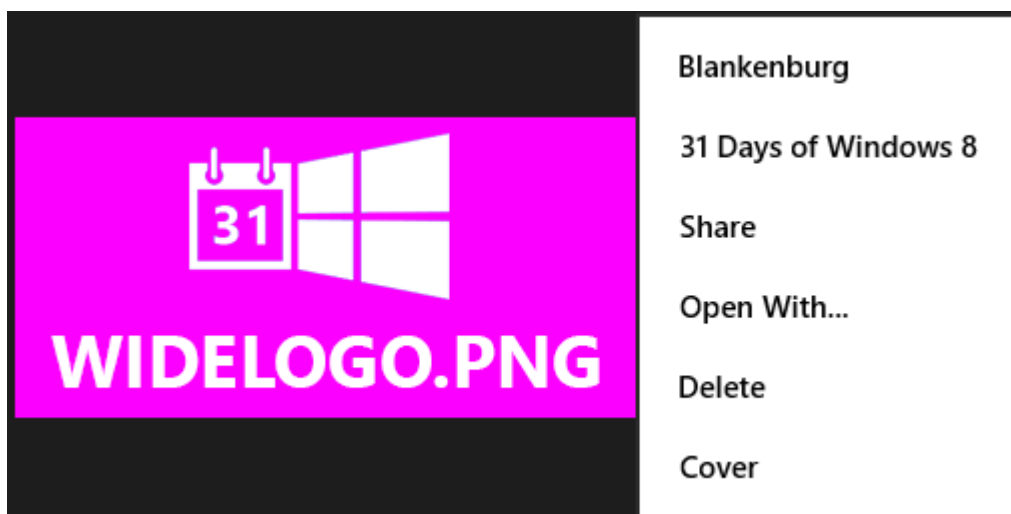 31
WIDELOGO.PNG
Blankenburg
31 Days of Windows 8
Share
Open With...
Delete
Cover